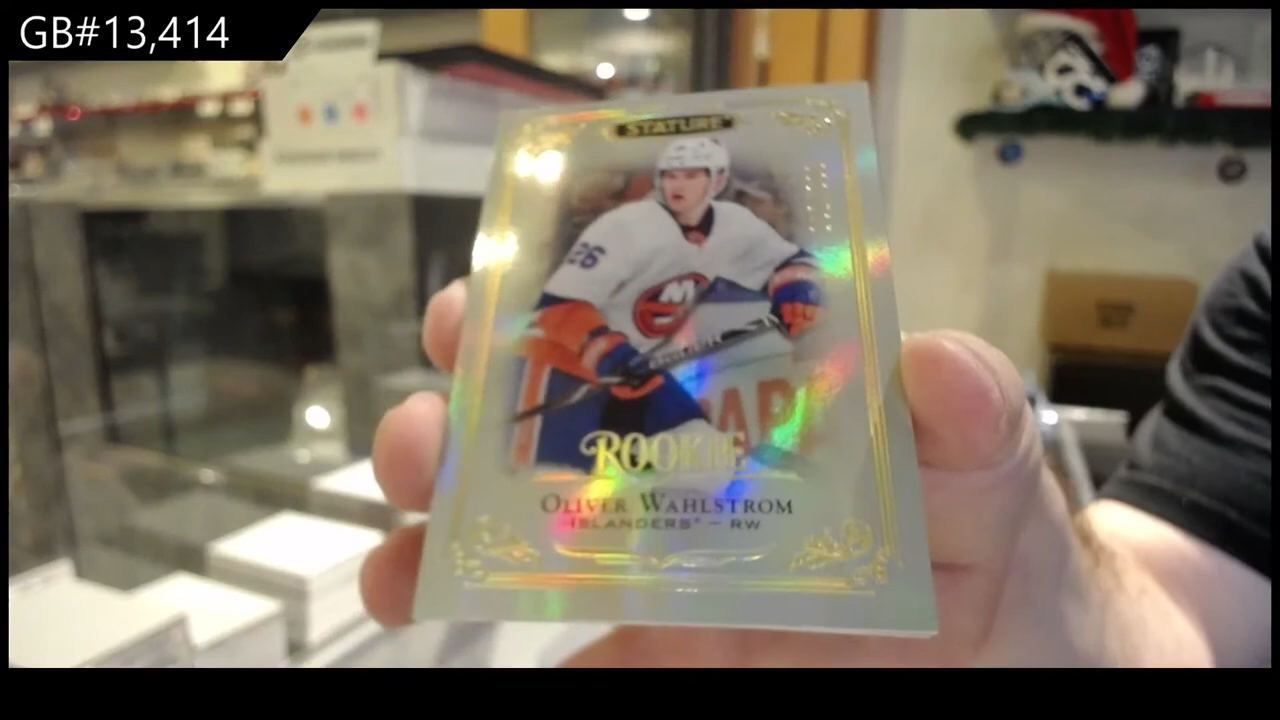 GB#13,414
STATURE
26
ROOKIE
OLIVER WAHLSTROM
ISLANDERS - RW